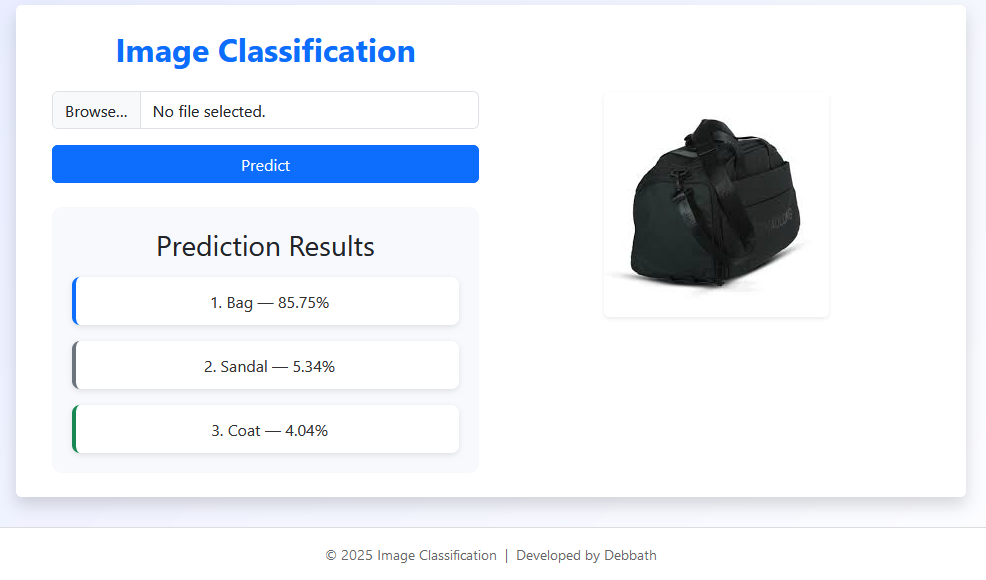 Image Classification
Browse... No file selected.
Predict
Prediction Results
1. Bag — 85.75%
2. Sandal — 5.34%
3. Coat — 4.04%
© 2025 Image Classification | Developed by Debbath